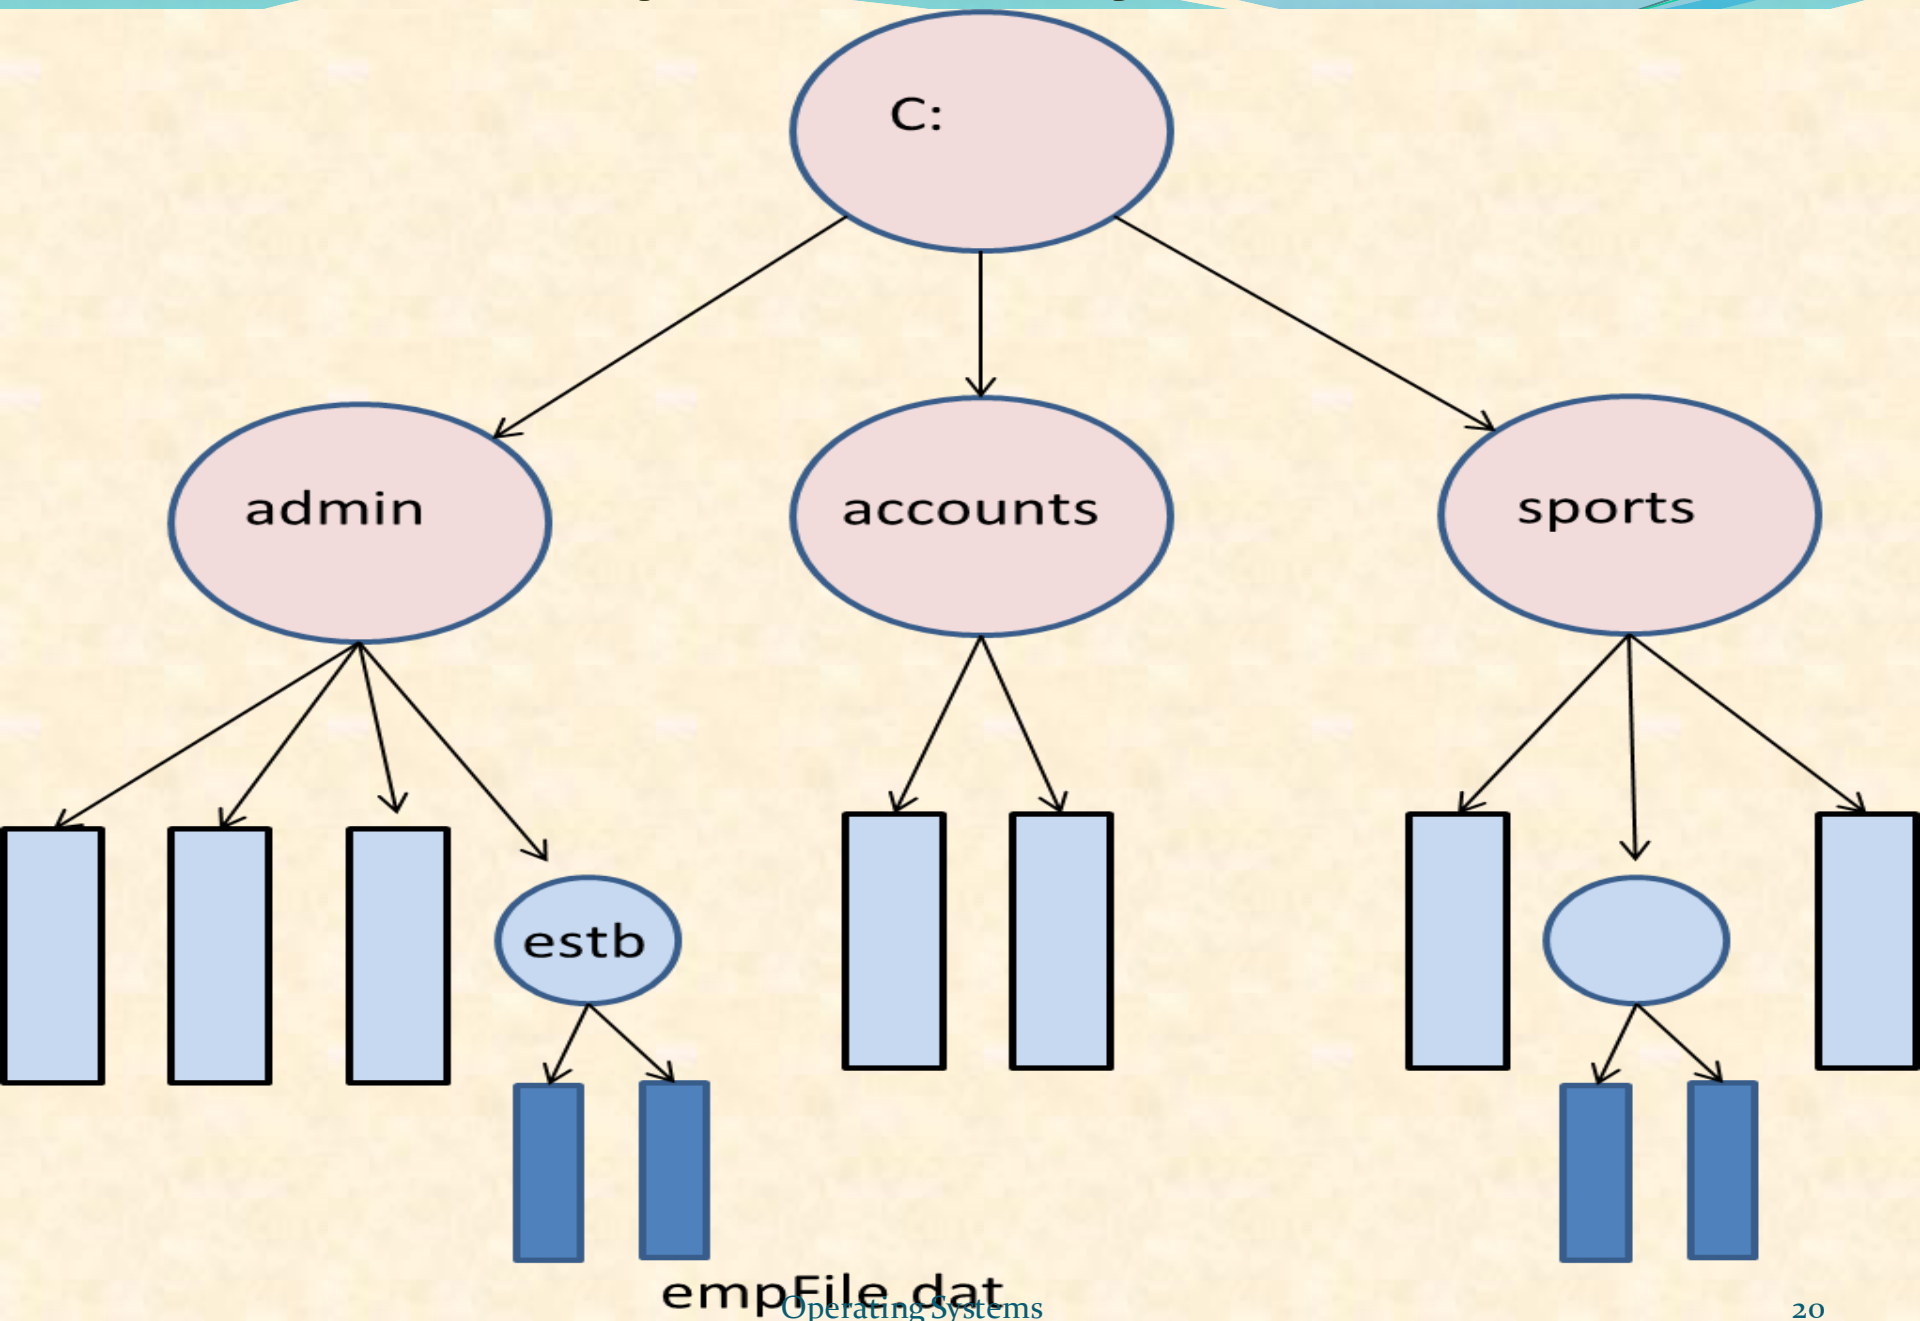 C:
admin
accounts
sports
estb
empFile.dat
Operating Systems
20